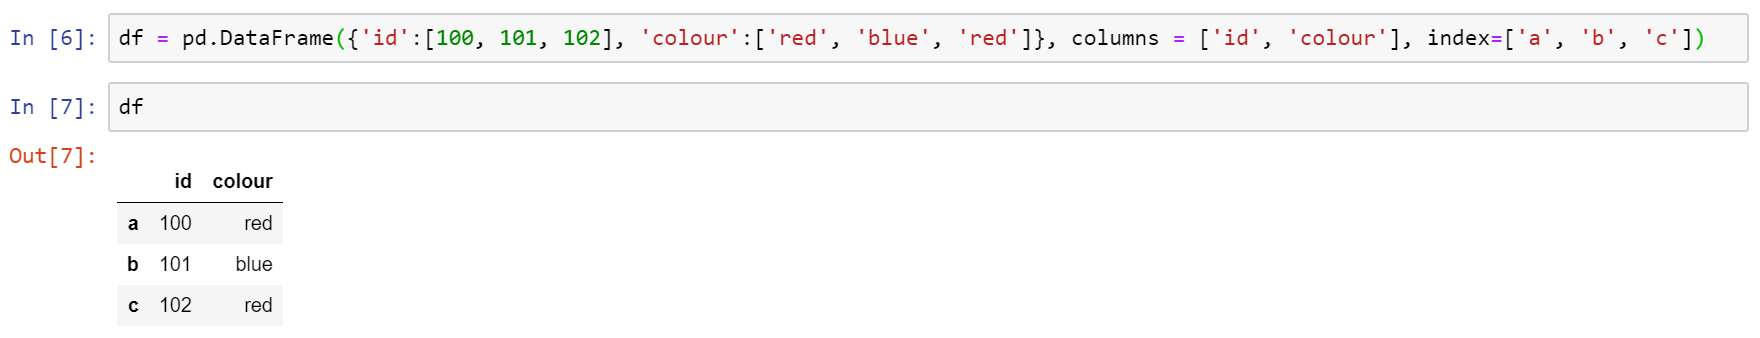 In [6]: df = pd.DataFrame({'id':[100, 101, 102], 'colour':['red', 'blue', 'red']}, columns = ['id', 'colour'], index=['a', 'b', 'c'])
In [7]: df
Out[7]:
id colour
a 100 red
b 101 blue
c 102 red